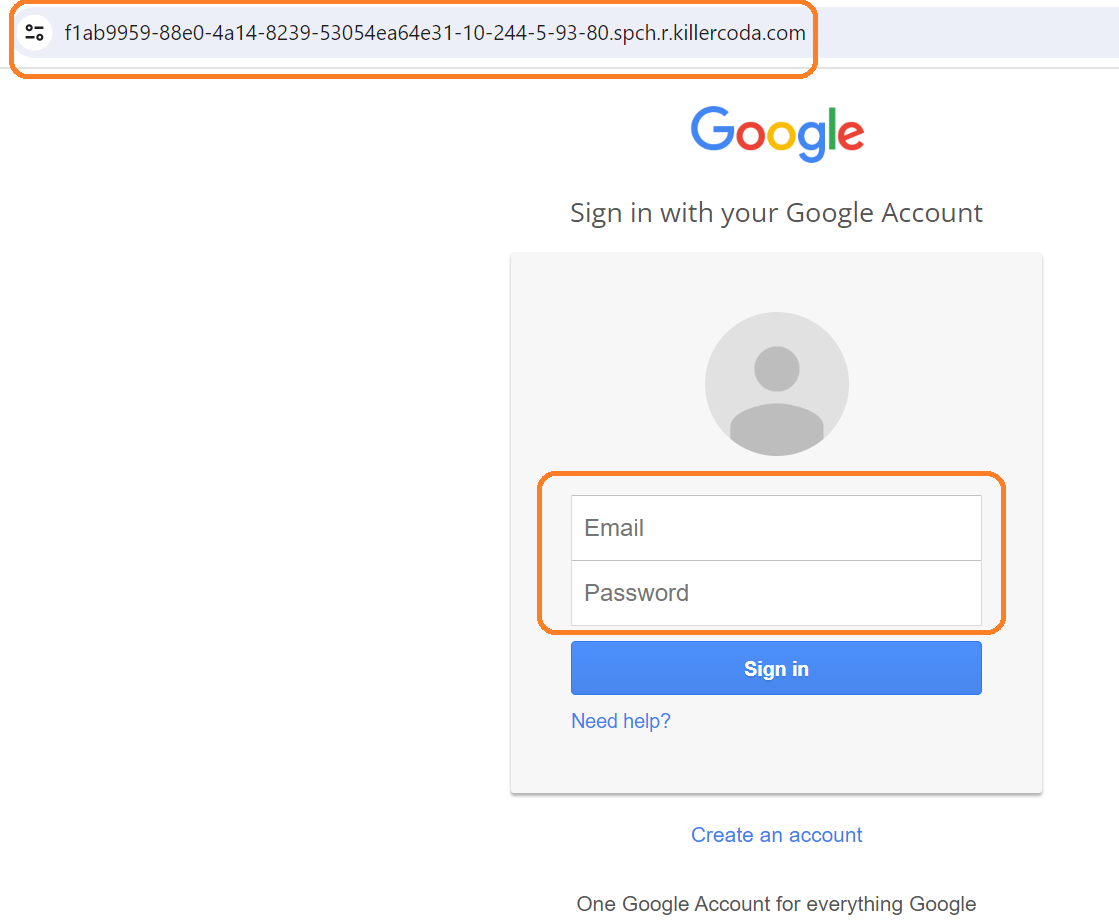 f1ab9959-88e0-4a14-8239-53054ea64e31-10-244-5-93-80.spch.r.killercoda.com
Google
Sign in with your Google Account
Email
Password
Sign in
Need help?
Create an account
One Google Account for everything Google